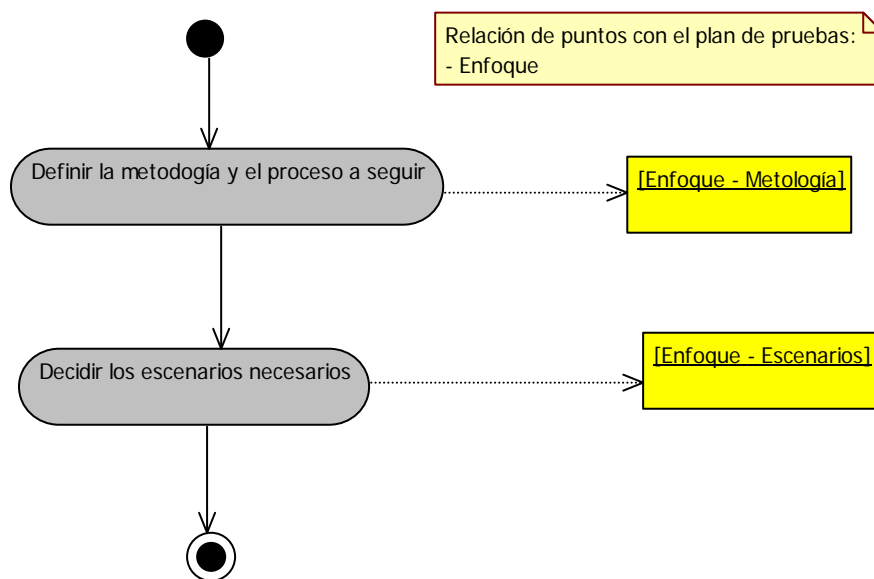 Relación de puntos con el plan de pruebas:
- Enfoque
Definir la metodogía y el proceso a seguir
[Enfoque - Metología]
Decidir los escenarios necesarios
[Enfoque - Escenarios]